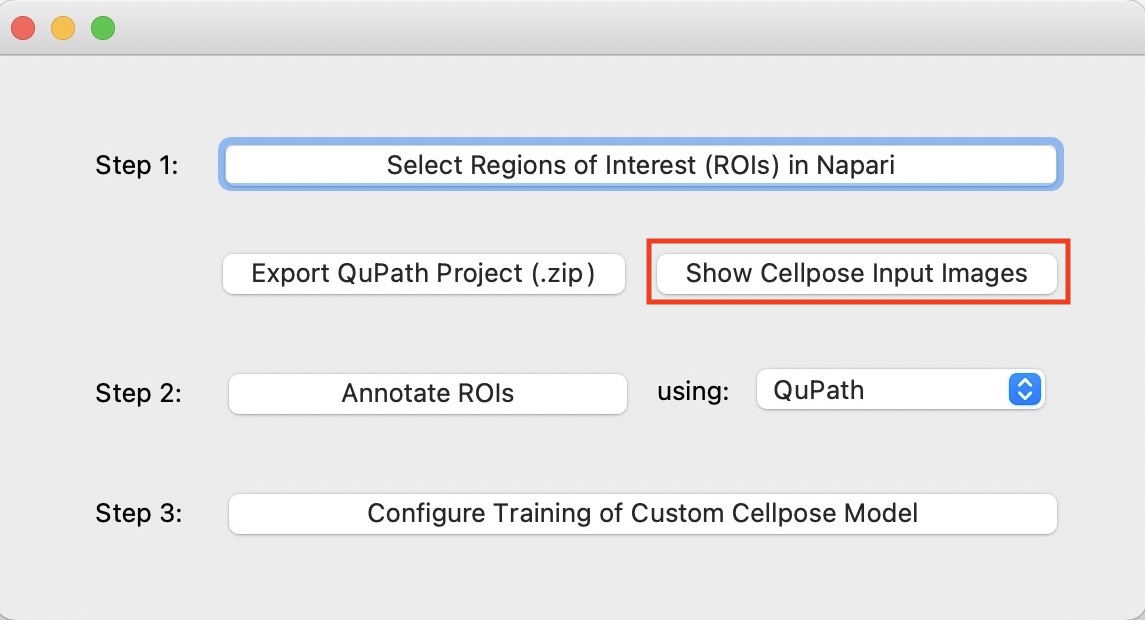 Step 1: Select Regions of Interest (ROIs) in Napari
Export QuPath Project (.zip) Show Cellpose Input Images
Step 2: Annotate ROIs using: QuPath
Step 3: Configure Training of Custom Cellpose Model